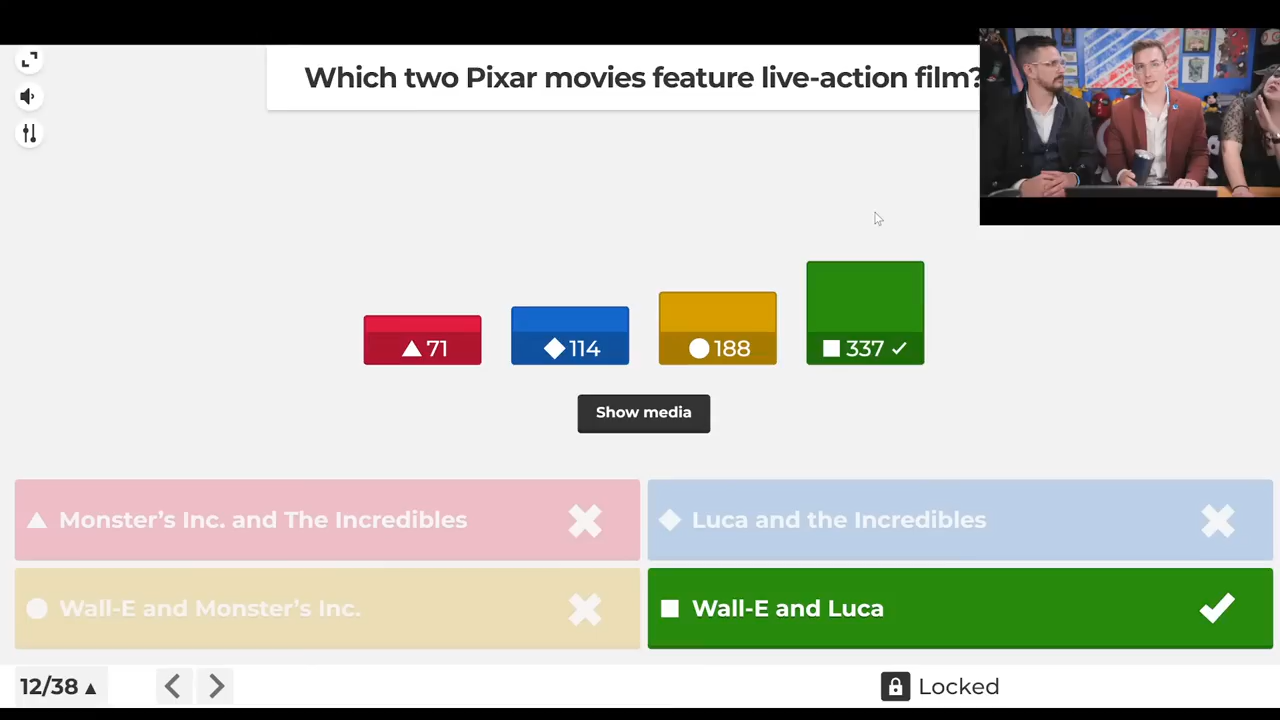 Which two Pixar movies feature live-action film?
71
114
188
337
Show media
Monster's Inc. and The Incredibles
Luca and the Incredibles
Wall-E and Monster's Inc.
Wall-E and Luca
12/38
Locked